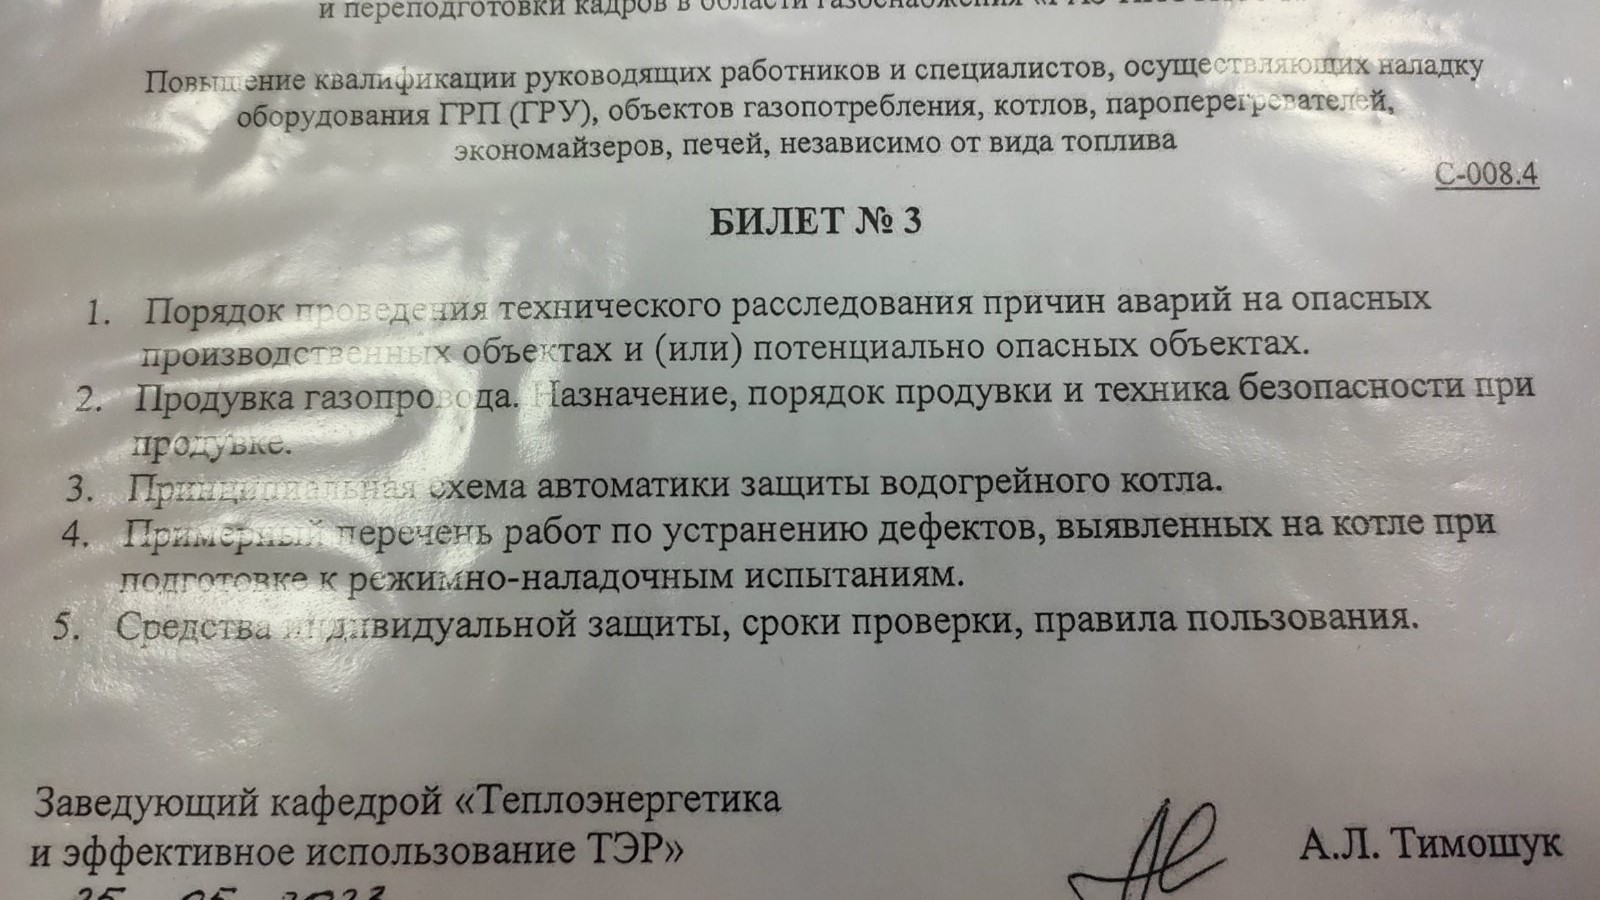 и переподготовки кадров в области газоснабжения
Повышение квалификации руководящих работников и специалистов, осуществляющих наладку
оборудования ГРП (ГРУ), объектов газопотребления, котлов, пароперегревателей,
экономайзеров, печей, независимо от вида топлива
С-008.4
БИЛЕТ № 3
1. Порядок проведения технического расследования причин аварий на опасных
производственных объектах и (или) потенциально опасных объектах.
2. Продувка газопровода. Назначение, порядок продувки и техника безопасности при
продувке.
3. Принципиальная схема автоматики защиты водогрейного котла.
4. Примерный перечень работ по устранению дефектов, выявленных на котле при
подготовке к режимно-наладочным испытаниям.
5. Средства индивидуальной защиты, сроки проверки, правила пользования.
Заведующий кафедрой «Теплоэнергетика
и эффективное использование ТЭР»
А.Л. Тимошук
25 05 2023